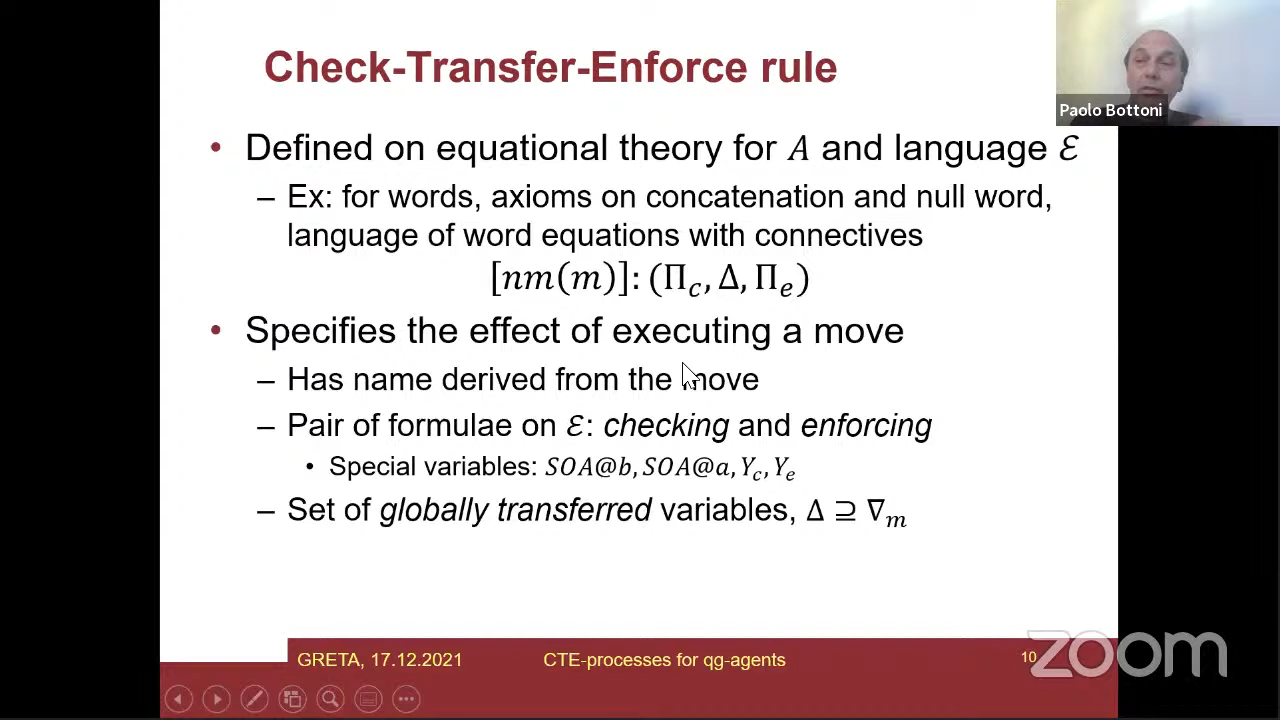 Check-Transfer-Enforce rule
Paolo Bottoni
• Defined on equational theory for A and language ℰ
– Ex: for words, axioms on concatenation and null word,
language of word equations with connectives
[nm(m)]: (Π_c, Δ, Π_e)
• Specifies the effect of executing a move
– Has name derived from the move
– Pair of formulae on ℰ: checking and enforcing
• Special variables: SOA@b, SOA@a, Y_c, Y_e
– Set of globally transferred variables, Δ ⊇ ∇_m
GRETA, 17.12.2021
CTE-processes for qg-agents
10
zoom